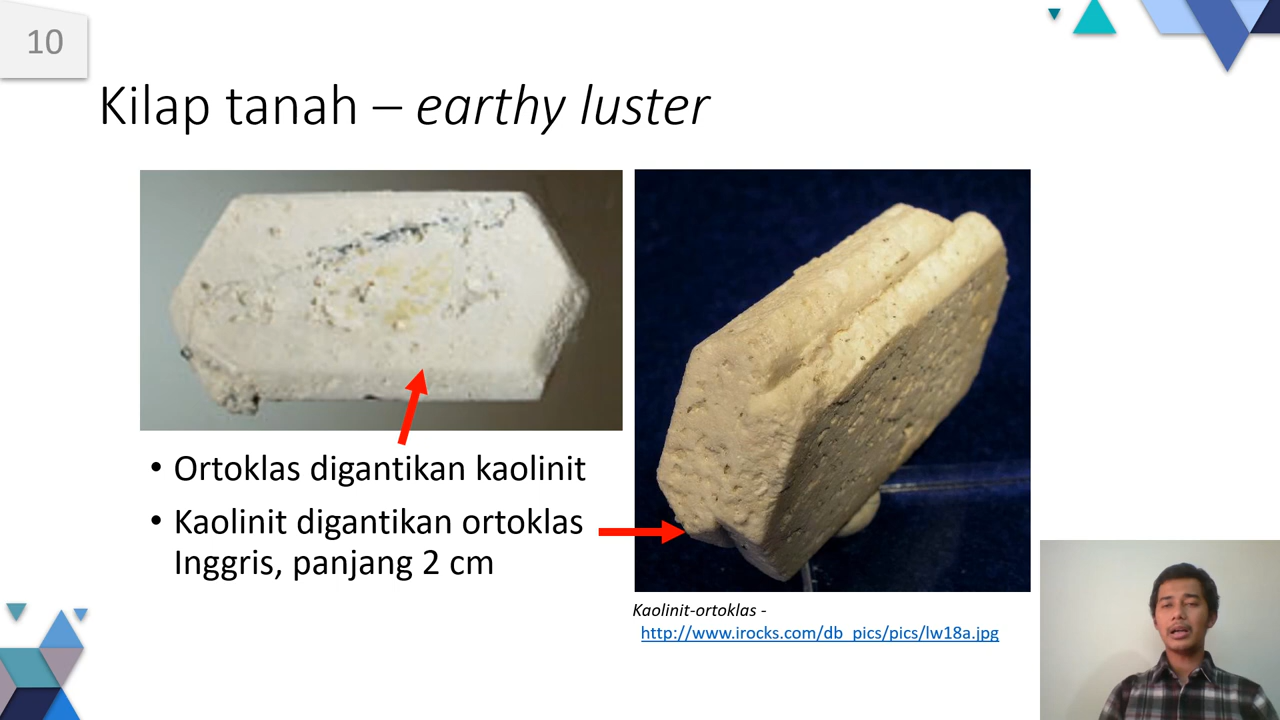 10
Kilap tanah – earthy luster
• Ortoklas digantikan kaolinit
• Kaolinit digantikan ortoklas
Inggris, panjang 2 cm
Kaolinit-ortoklas -
http://www.irocks.com/db_pics/pics/lw18a.jpg